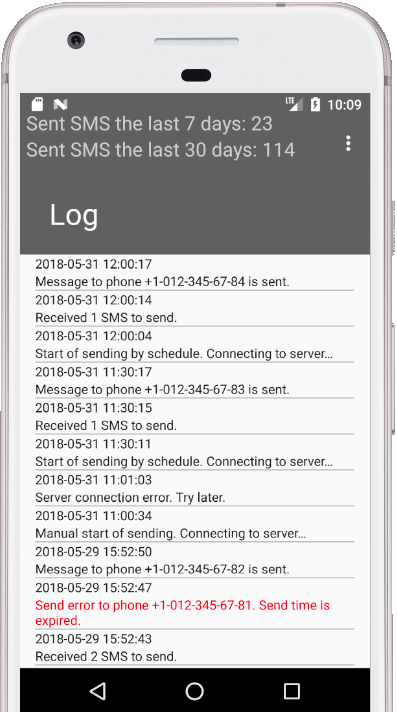 LTE 10:09
Sent SMS the last 7 days: 23
Sent SMS the last 30 days: 114
Log
2018-05-31 12:00:17
Message to phone +1-012-345-67-84 is sent.
2018-05-31 12:00:14
Received 1 SMS to send.
2018-05-31 12:00:04
Start of sending by schedule. Connecting to server...
2018-05-31 11:30:17
Message to phone +1-012-345-67-83 is sent.
2018-05-31 11:30:15
Received 1 SMS to send.
2018-05-31 11:30:11
Start of sending by schedule. Connecting to server...
2018-05-31 11:01:03
Server connection error. Try later.
2018-05-31 11:00:34
Manual start of sending. Connecting to server...
2018-05-29 15:52:50
Message to phone +1-012-345-67-82 is sent.
2018-05-29 15:52:47
Send error to phone +1-012-345-67-81. Send time is
expired.
2018-05-29 15:52:43
Received 2 SMS to send.